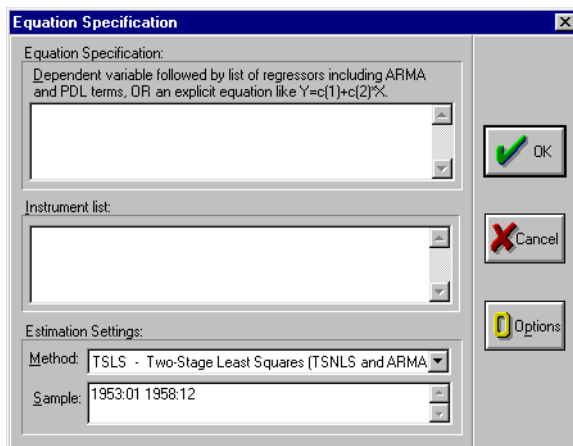 Equation Specification
Equation Specification:
Dependent variable followed by list of regressors including ARMA
and PDL terms, OR an explicit equation like Y=c(1)+c(2)*X.
OK
Instrument list:
Cancel
Options
Estimation Settings:
Method: TSLS - Two-Stage Least Squares (TSNLS and ARMA
Sample: 1953:01 1958:12